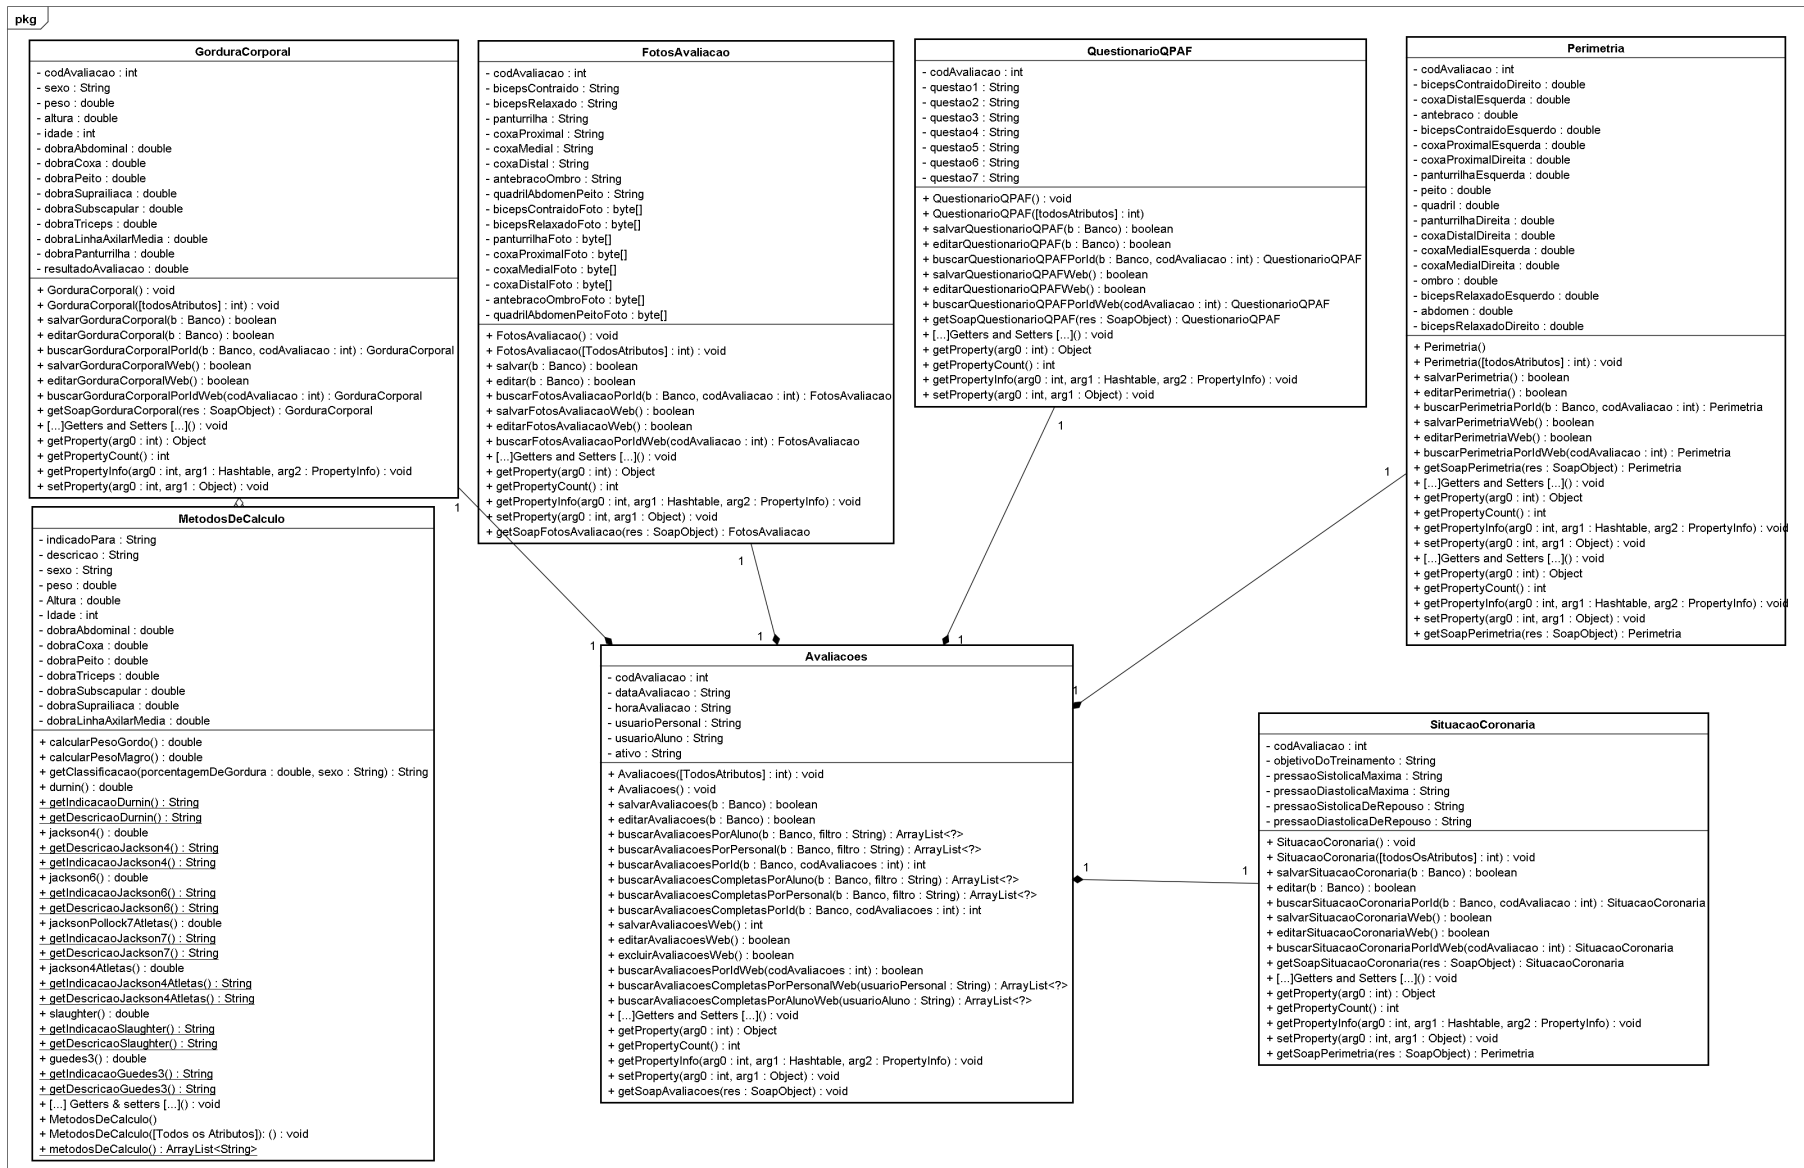 pkg
GorduraCorporal
- codAvaliacao : int
- sexo : String
- peso : double
- altura : double
- idade : int
- dobraAbdominal : double
- dobraCoxa : double
- dobraPeito : double
- dobraSuprailiaca : double
- dobraSubscapular : double
- dobraTriceps : double
- dobraLinhaAxilarMedia : double
- dobraPanturrilha : double
- resultadoAvaliacao : double
+ GorduraCorporal() : void
+ GorduraCorporal([todosAtributos] : int) : void
+ salvarGorduraCorporal(b : Banco) : boolean
+ editarGorduraCorporal(b : Banco) : boolean
+ buscarGorduraCorporalPorId(b : Banco, codAvaliacao : int) : GorduraCorporal
+ salvarGorduraCorporalWeb() : boolean
+ editarGorduraCorporalWeb() : boolean
+ buscarGorduraCorporalPorIdWeb(codAvaliacao : int) : GorduraCorporal
+ getSoapGorduraCorporal(res : SoapObject) : GorduraCorporal
+ [...]Getters and Setters [...]() : void
+ getProperty(arg0 : int) : Object
+ getPropertyCount() : int
+ getPropertyInfo(arg0 : int, arg1 : Hashtable, arg2 : PropertyInfo) : void
+ setProperty(arg0 : int, arg1 : Object) : void
FotosAvaliacao
- codAvaliacao : int
- bicepsContraido : String
- bicepsRelaxado : String
- panturrilha : String
- coxaProximal : String
- coxaMedial : String
- coxaDistal : String
- antebracoOmbro : String
- quadrilAbdomenPeito : String
- bicepsContraidoFoto : byte[]
- bicepsRelaxadoFoto : byte[]
- panturrilhaFoto : byte[]
- coxaProximalFoto : byte[]
- coxaMedialFoto : byte[]
- coxaDistalFoto : byte[]
- antebracoOmbroFoto : byte[]
- quadrilAbdomenPeitoFoto : byte[]
+ FotosAvaliacao() : void
+ FotosAvaliacao([TodosAtributos] : int) : void
+ salvar(b : Banco) : boolean
+ editar(b : Banco) : boolean
+ buscarFotosAvaliacaoPorId(b : Banco, codAvaliacao : int) : FotosAvaliacao
+ salvarFotosAvaliacaoWeb() : boolean
+ editarFotosAvaliacaoWeb() : boolean
+ buscarFotosAvaliacaoPorIdWeb(codAvaliacao : int) : FotosAvaliacao
+ [...]Getters and Setters [...]() : void
+ getProperty(arg0 : int) : Object
+ getPropertyCount() : int
+ getPropertyInfo(arg0 : int, arg1 : Hashtable, arg2 : PropertyInfo) : void
+ setProperty(arg0 : int, arg1 : Object) : void
+ getSoapFotosAvaliacao(res : SoapObject) : FotosAvaliacao
QuestionarioQPAF
- codAvaliacao : int
- questao1 : String
- questao2 : String
- questao3 : String
- questao4 : String
- questao5 : String
- questao6 : String
- questao7 : String
+ QuestionarioQPAF() : void
+ QuestionarioQPAF([todosAtributos] : int)
+ salvarQuestionarioQPAF(b : Banco) : boolean
+ editarQuestionarioQPAF(b : Banco) : boolean
+ buscarQuestionarioQPAFPorId(b : Banco, codAvaliacao : int) : QuestionarioQPAF
+ salvarQuestionarioQPAFWeb() : boolean
+ editarQuestionarioQPAFWeb() : boolean
+ buscarQuestionarioQPAFPorIdWeb(codAvaliacao : int) : QuestionarioQPAF
+ getSoapQuestionarioQPAF(res : SoapObject) : QuestionarioQPAF
+ [...]Getters and Setters [...]() : void
+ getProperty(arg0 : int) : Object
+ getPropertyCount() : int
+ getPropertyInfo(arg0 : int, arg1 : Hashtable, arg2 : PropertyInfo) : void
+ setProperty(arg0 : int, arg1 : Object) : void
Perimetria
- codAvaliacao : int
- bicepsContraidoDireito : double
- coxaDistalEsquerda : double
- antebraco : double
- bicepsContraidoEsquerdo : double
- coxaProximalEsquerda : double
- coxaProximalDireita : double
- panturrilhaEsquerda : double
- peito : double
- quadril : double
- panturrilhaDireita : double
- coxaDistalDireita : double
- coxaMedialEsquerda : double
- coxaMedialDireita : double
- ombro : double
- bicepsRelaxadoEsquerdo : double
- abdomen : double
- bicepsRelaxadoDireito : double
+ Perimetria()
+ Perimetria([todosAtributos] : int) : void
+ salvarPerimetria() : boolean
+ editarPerimetria() : boolean
+ buscarPerimetriaPorId(b : Banco, codAvaliacao : int) : Perimetria
+ salvarPerimetriaWeb() : boolean
+ editarPerimetriaWeb() : boolean
+ buscarPerimetriaPorIdWeb(codAvaliacao : int) : Perimetria
+ getSoapPerimetria(res : SoapObject) : Perimetria
+ [...]Getters and Setters [...]() : void
+ getProperty(arg0 : int) : Object
+ getPropertyCount() : int
+ getPropertyInfo(arg0 : int, arg1 : Hashtable, arg2 : PropertyInfo) : void
+ setProperty(arg0 : int, arg1 : Object) : void
+ [...]Getters and Setters [...]() : void
+ getProperty(arg0 : int) : Object
+ getPropertyCount() : int
+ getPropertyInfo(arg0 : int, arg1 : Hashtable, arg2 : PropertyInfo) : void
+ setProperty(arg0 : int, arg1 : Object) : void
+ getSoapPerimetria(res : SoapObject) : Perimetria
1
1
1
1
1
1
1
1
MetodosDeCalculo
- indicadoPara : String
- descricao : String
- sexo : String
- peso : double
- Altura : double
- Idade : int
- dobraAbdominal : double
- dobraCoxa : double
- dobraPeito : double
- dobraTriceps : double
- dobraSubscapular : double
- dobraSuprailiaca : double
- dobraLinhaAxilarMedia : double
+ calcularPesoGordo() : double
+ calcularPesoMagro() : double
+ getClassificacao(porcentagemDeGordura : double, sexo : String) : String
+ durnin() : double
+ getIndicacaoDurnin() : String
+ getDescricaoDurnin() : String
+ jackson4() : double
+ getDescricaoJackson4() : String
+ getIndicacaoJackson4() : String
+ jackson6() : double
+ getIndicacaoJackson6() : String
+ getDescricaoJackson6() : String
+ jacksonPollock7Atletas() : double
+ getIndicacaoJackson7() : String
+ getDescricaoJackson7() : String
+ jackson4Atletas() : double
+ getIndicacaoJackson4Atletas() : String
+ getDescricaoJackson4Atletas() : String
+ slaughter() : double
+ getIndicacaoSlaughter() : String
+ getDescricaoSlaughter() : String
+ guedes3() : double
+ getIndicacaoGuedes3() : String
+ getDescricaoGuedes3() : String
+ [...] Getters & setters [...]() : void
+ MetodosDeCalculo()
+ MetodosDeCalculo([Todos os Atributos]): () : void
+ metodosDeCalculo() : ArrayList<String>
Avaliacoes
- codAvaliacao : int
- dataAvaliacao : String
- horaAvaliacao : String
- usuarioPersonal : String
- usuarioAluno : String
- ativo : String
+ Avaliacoes([TodosAtributos] : int) : void
+ Avaliacoes() : void
+ salvarAvaliacoes(b : Banco) : boolean
+ editarAvaliacoes(b : Banco) : boolean
+ buscarAvaliacoesPorAluno(b : Banco, filtro : String) : ArrayList<?>
+ buscarAvaliacoesPorPersonal(b : Banco, filtro : String) : ArrayList<?>
+ buscarAvaliacoesPorId(b : Banco, codAvaliacoes : int) : int
+ buscarAvaliacoesCompletasPorAluno(b : Banco, filtro : String) : ArrayList<?>
+ buscarAvaliacoesCompletasPorPersonal(b : Banco, filtro : String) : ArrayList<?>
+ buscarAvaliacoesCompletasPorId(b : Banco, codAvaliacoes : int) : int
+ salvarAvaliacoesWeb() : int
+ editarAvaliacoesWeb() : boolean
+ excluirAvaliacoesWeb() : boolean
+ buscarAvaliacoesPorIdWeb(codAvaliacoes : int) : boolean
+ buscarAvaliacoesCompletasPorPersonalWeb(usuarioPersonal : String) : ArrayList<?>
+ buscarAvaliacoesCompletasPorAlunoWeb(usuarioAluno : String) : ArrayList<?>
+ [...]Getters and Setters [...]() : void
+ getProperty(arg0 : int) : Object
+ getPropertyCount() : int
+ getPropertyInfo(arg0 : int, arg1 : Hashtable, arg2 : PropertyInfo) : void
+ setProperty(arg0 : int, arg1 : Object) : void
+ getSoapAvaliacoes(res : SoapObject) : void
1
1
SituacaoCoronaria
- codAvaliacao : int
- objetivoDoTreinamento : String
- pressaoSistolicaMaxima : String
- pressaoDiastolicaMaxima : String
- pressaoSistolicaDeRepouso : String
- pressaoDiastolicaDeRepouso : String
+ SituacaoCoronaria() : void
+ SituacaoCoronaria([todosOsAtributos] : int) : void
+ salvarSituacaoCoronaria(b : Banco) : boolean
+ editar(b : Banco) : boolean
+ buscarSituacaoCoronariaPorId(b : Banco, codAvaliacao : int) : SituacaoCoronaria
+ salvarSituacaoCoronariaWeb() : boolean
+ editarSituacaoCoronariaWeb() : boolean
+ buscarSituacaoCoronariaPorIdWeb(codAvaliacao : int) : SituacaoCoronaria
+ getSoapSituacaoCoronaria(res : SoapObject) : SituacaoCoronaria
+ [...]Getters and Setters [...]() : void
+ getProperty(arg0 : int) : Object
+ getPropertyCount() : int
+ getPropertyInfo(arg0 : int, arg1 : Hashtable, arg2 : PropertyInfo) : void
+ setProperty(arg0 : int, arg1 : Object) : void
+ getSoapPerimetria(res : SoapObject) : Perimetria